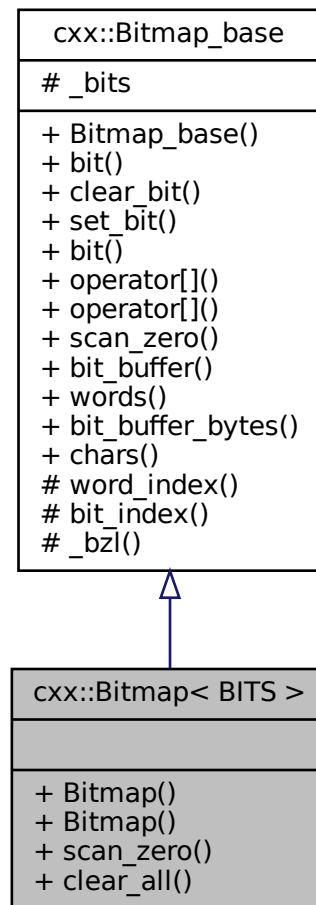 cxx::Bitmap_base
# _bits
+ Bitmap_base()
+ bit()
+ clear_bit()
+ set_bit()
+ bit()
+ operator[]()
+ operator[]()
+ scan_zero()
+ bit_buffer()
+ words()
+ bit_buffer_bytes()
+ chars()
# word_index()
# bit_index()
# _bzl()
cxx::Bitmap< BITS >
+ Bitmap()
+ Bitmap()
+ scan_zero()
+ clear_all()